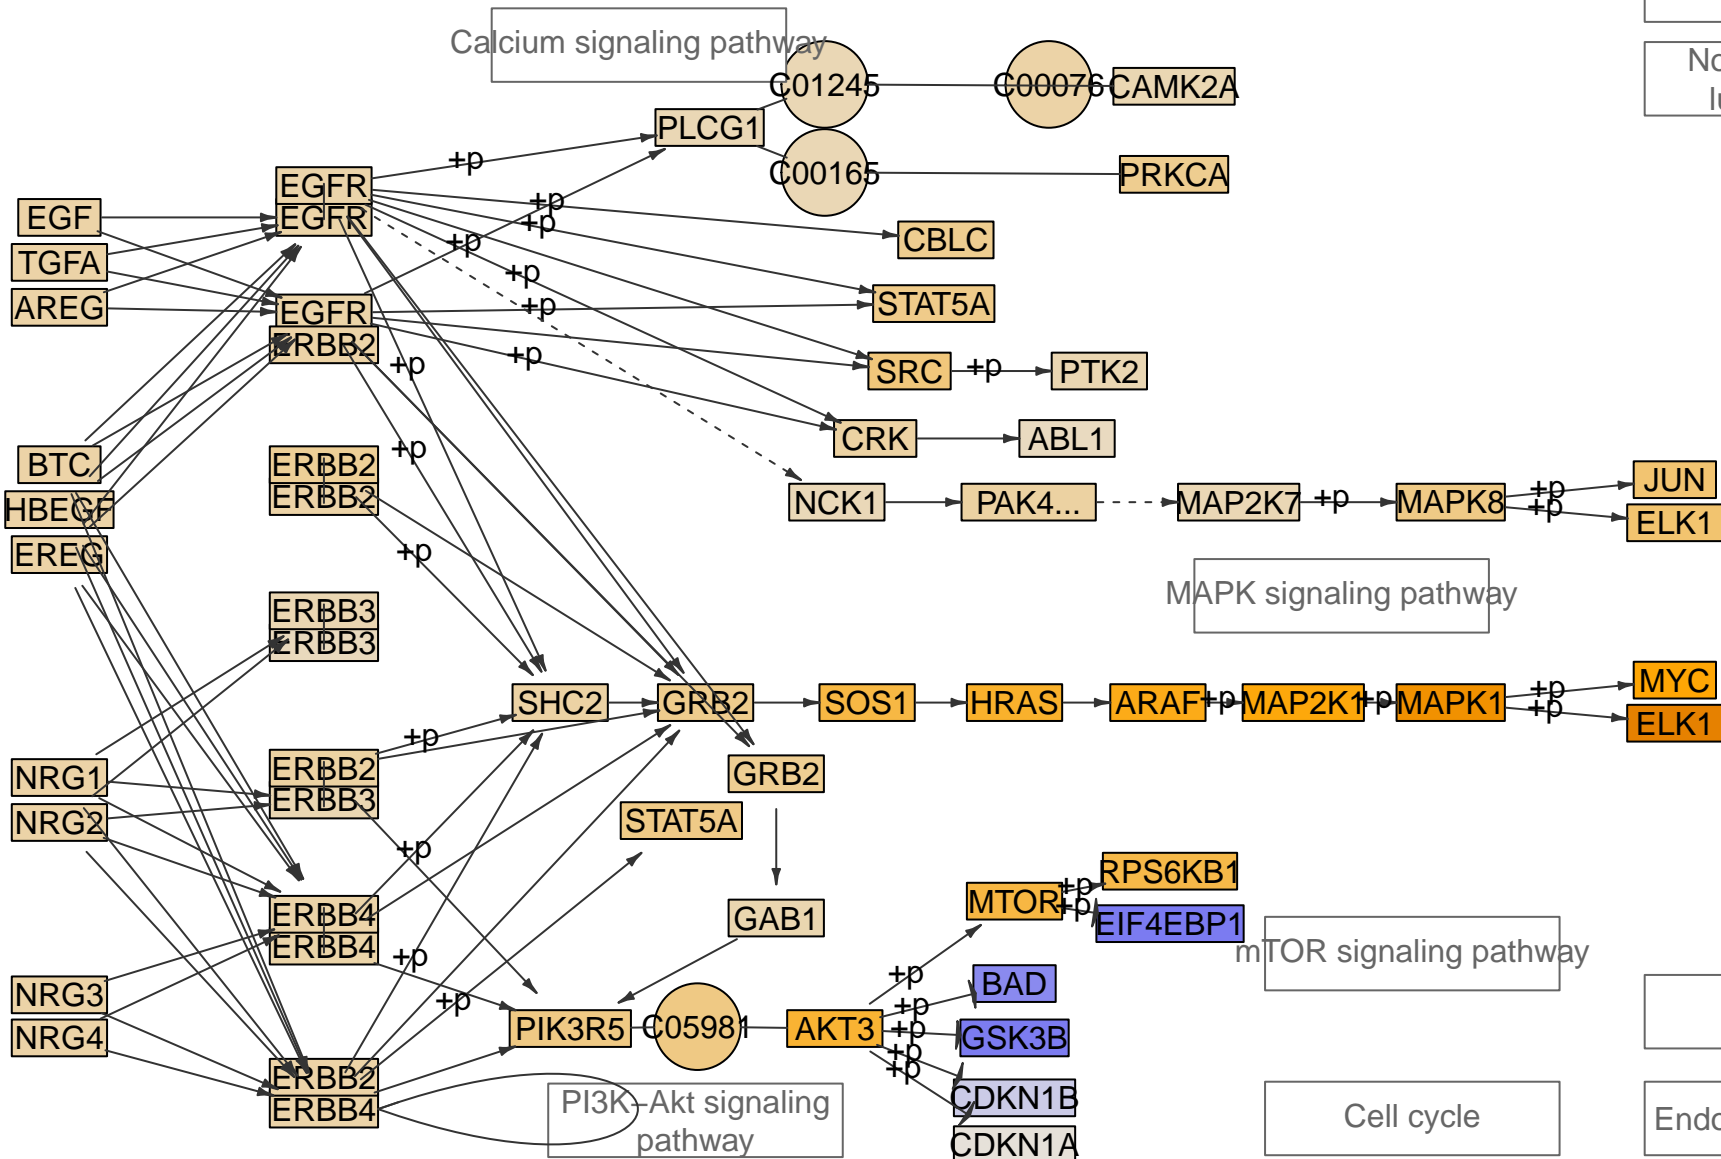 Calcium signaling pathway
C01245
C00076
CAMK2A
No
lu
PLCG1
+p
C00165
PRKCA
EGFR
EGFR
EGF
TGFA
AREG
+p
+p
+p
CBLC
+p
EGFR
ERBB2
+p
STAT5A
+p
+p
SRC
+p
PTK2
CRK
ABL1
BTC
HBEGF
EREG
ERBB2
ERBB2
+p
NCK1
PAK4...
MAP2K7
+p
MAPK8
+p
+p
JUN
ELK1
+p
MAPK signaling pathway
ERBB3
ERBB3
SHC2
GRB2
SOS1
HRAS
ARAF
+p
MAP2K1
+p
MAPK1
+p
+p
MYC
ELK1
NRG1
NRG2
ERBB2
ERBB3
+p
GRB2
STAT5A
+p
ERBB4
ERBB4
+p
GAB1
MTOR
+p
+p
RPS6KB1
EIF4EBP1
mTOR signaling pathway
NRG3
NRG4
+p
PIK3R5
C05981
AKT3
+p
+p
+p
+p
+p
BAD
GSK3B
CDKN1B
CDKN1A
ERBB2
ERBB4
PI3K−Akt signaling
pathway
Cell cycle
Endo